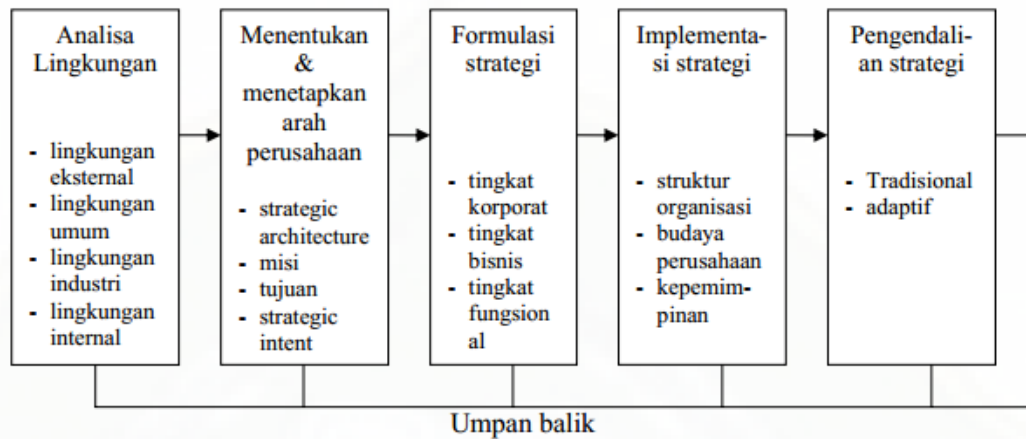 Analisa
Lingkungan
- lingkungan
eksternal
- lingkungan
umum
- lingkungan
industri
- lingkungan
internal
Menentukan
&
menetapkan
arah
perusahaan
- strategic
architecture
- misi
- tujuan
- strategic
intent
Formulasi
strategi
- tingkat
korporat
- tingkat
bisnis
- tingkat
fungsion
al
Implementa-
si strategi
- struktur
organisasi
- budaya
perusahaan
- kepemim-
pinan
Pengendali-
an strategi
- Tradisional
- adaptif
Umpan balik